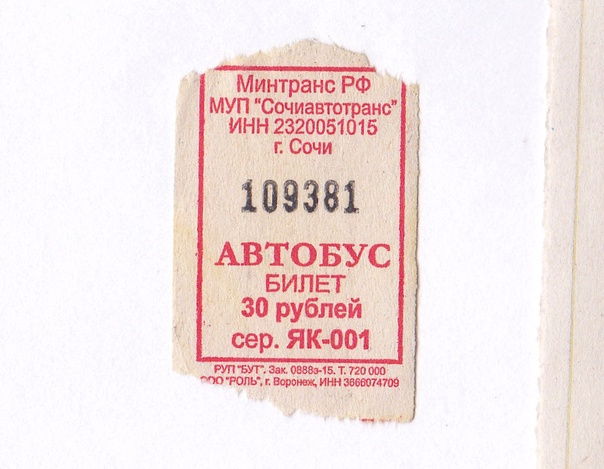 Минтранс РФ
МУП "Сочиавтотранс"
ИНН 2320051015
г. Сочи
109381
АВТОБУС
БИЛЕТ
30 рублей
сер. ЯК-001
РУП "БУТ". Зак. 0888з-15. Т. 720 000
ООО "РОЛЬ", г. Воронеж, ИНН 3666074709